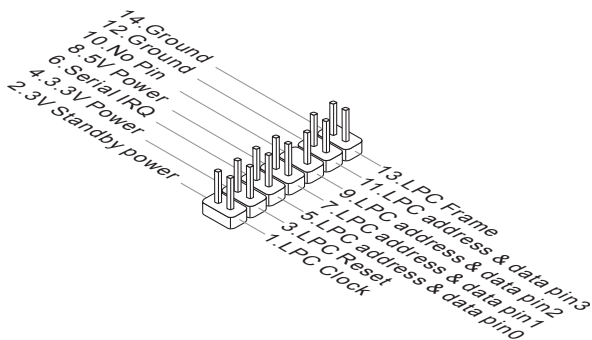 14.Ground
12.Ground
10.No Pin
8.5V Power
6.Serial IRQ
4.3.3V Power
2.3V Standby power
13.LPC Frame
11.LPC address & data pin3
9.LPC address & data pin2
7.LPC address & data pin1
5.LPC address & data pin0
3.LPC Reset
1.LPC Clock